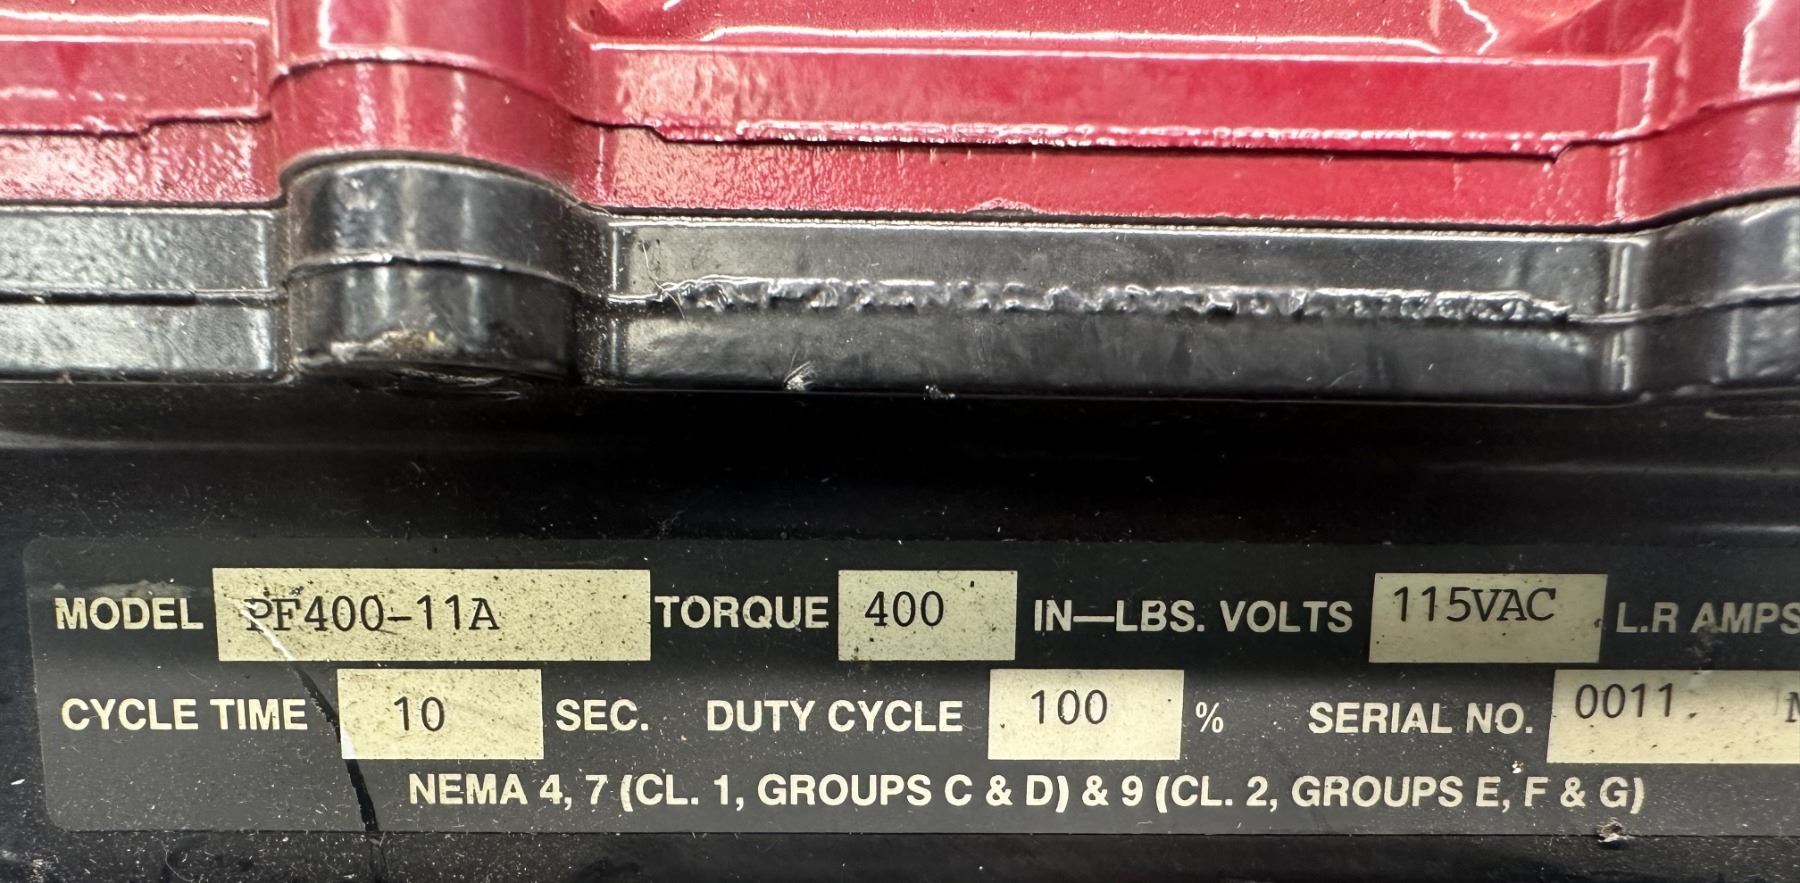 MODEL PF400-11A TORQUE 400 IN-LBS. VOLTS 115VAC L.R AMPS
CYCLE TIME 10 SEC. DUTY CYCLE 100 % SERIAL NO. 0011
NEMA 4, 7 (CL. 1, GROUPS C & D) & 9 (CL. 2, GROUPS E, F & G)